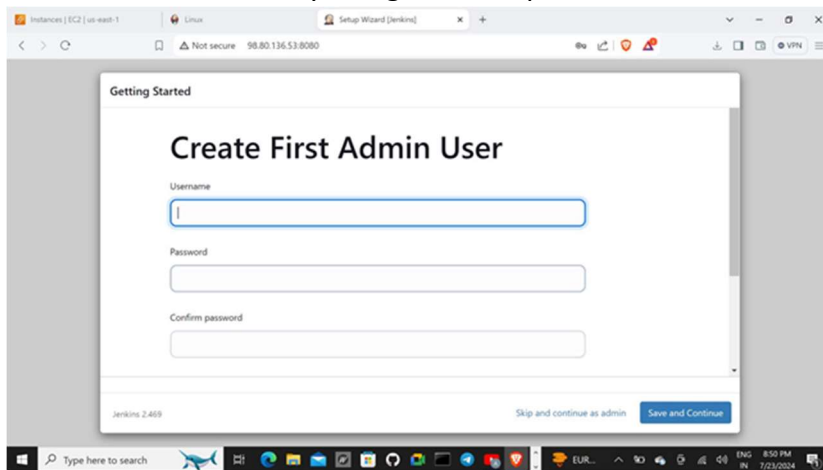 Instances | EC2 | us-east-1
Linux
Setup Wizard [Jenkins]
Not secure 98.80.136.53:8080
VPN
Getting Started
Create First Admin User
Username
Password
Confirm password
Jenkins 2.469
Skip and continue as admin
Save and Continue
Type here to search
EUR...
ENG
IN
8:50 PM
7/23/2024